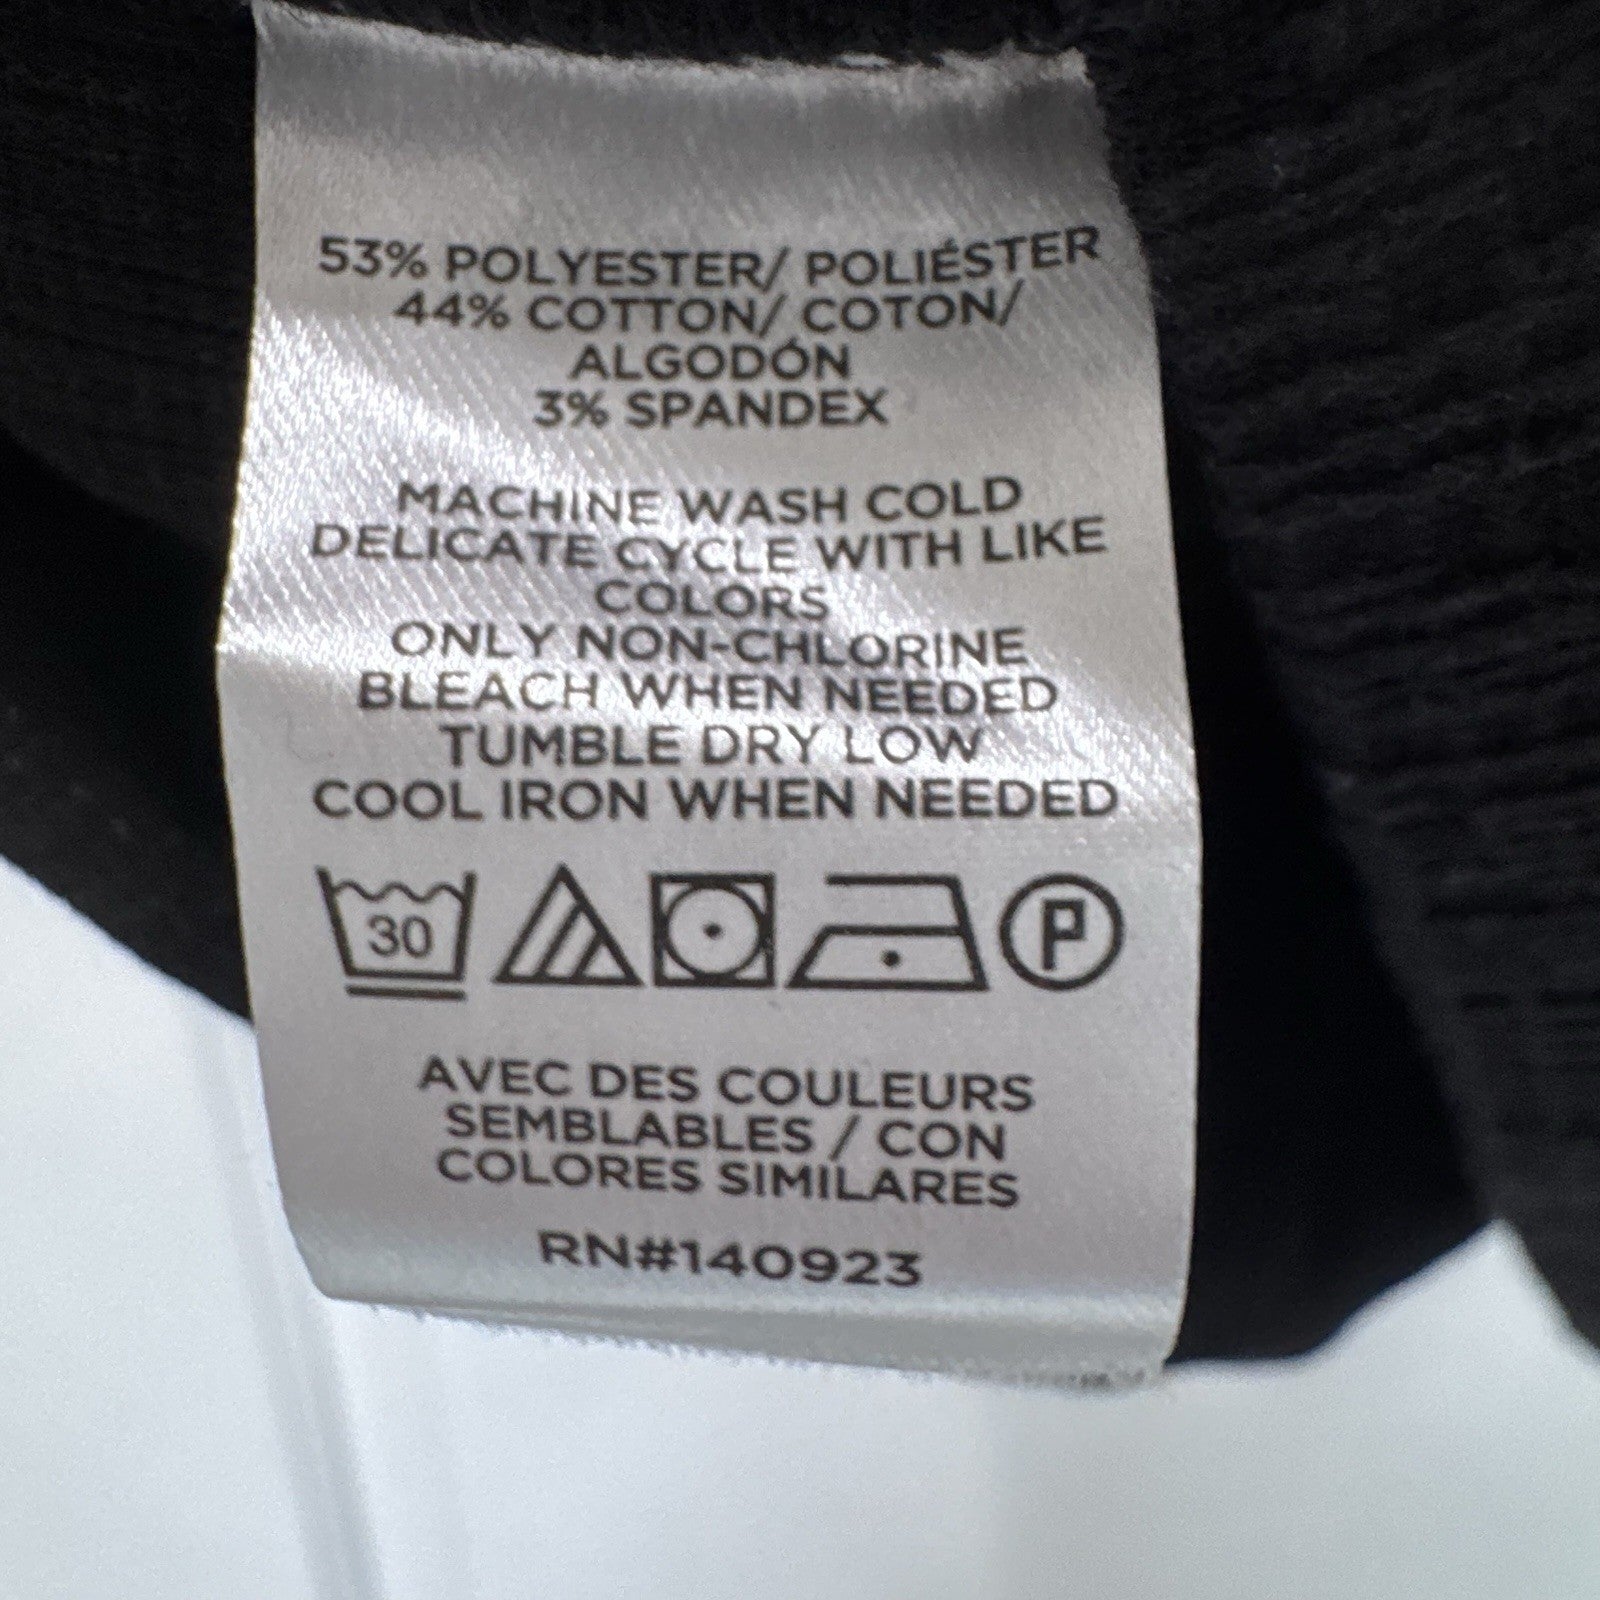 53% POLYESTER/ POLIÉSTER
44% COTTON/ COTON/
ALGODÓN
3% SPANDEX
MACHINE WASH COLD
DELICATE CYCLE WITH LIKE
COLORS
ONLY NON-CHLORINE
BLEACH WHEN NEEDED
TUMBLE DRY LOW
COOL IRON WHEN NEEDED
30 P
AVEC DES COULEURS
SEMBLABLES / CON
COLORES SIMILARES
RN#140923